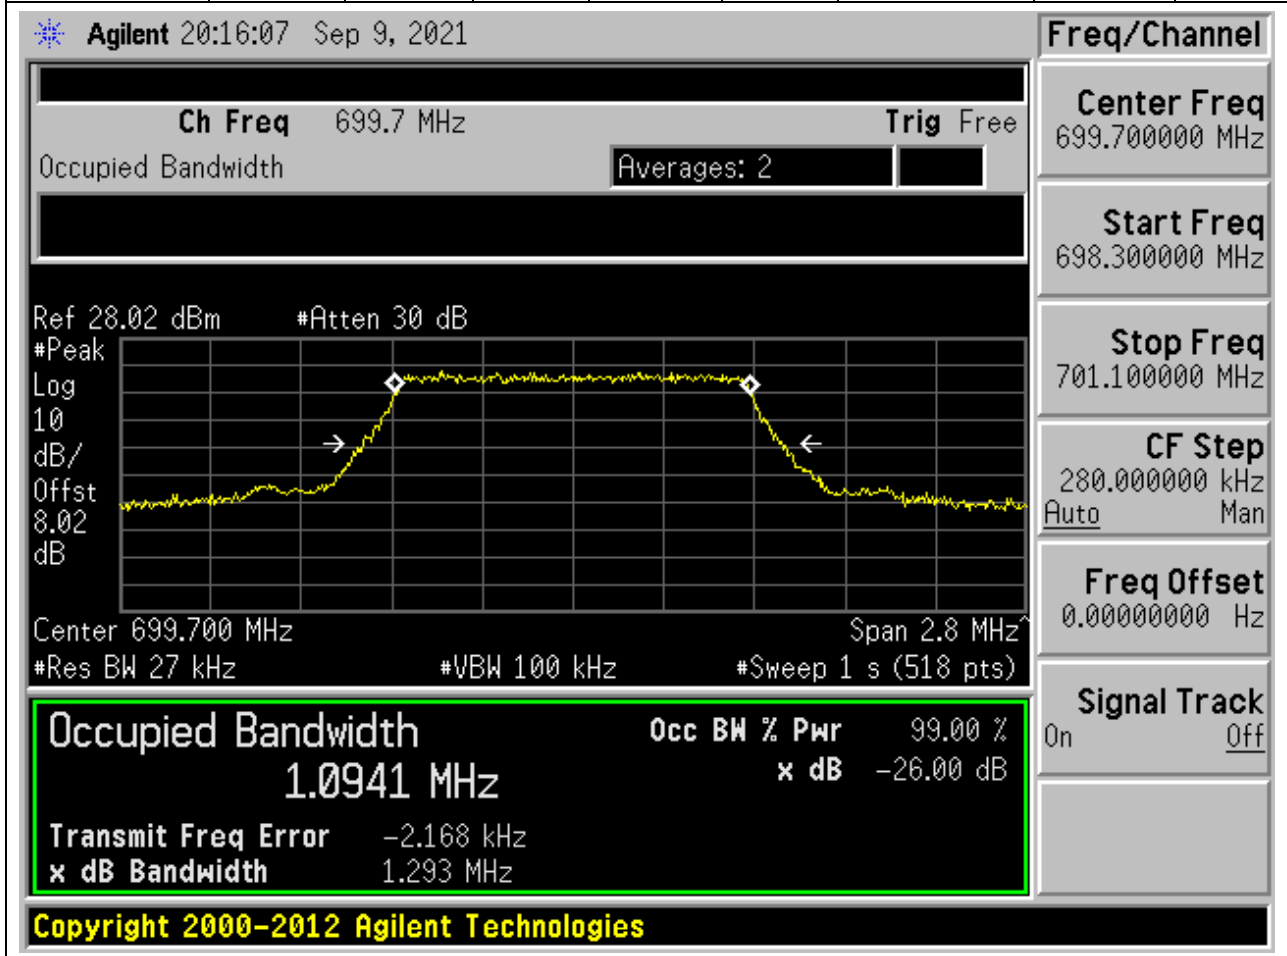 Agilent 20:16:07 Sep 9, 2021
Freq/Channel
Ch Freq 699.7 MHz Trig Free
Occupied Bandwidth Averages: 2
Center Freq
699.700000 MHz
Start Freq
698.300000 MHz
Stop Freq
701.100000 MHz
CF Step
280.000000 kHz
Auto Man
Freq Offset
0.00000000 Hz
Signal Track
On Off
Ref 28.02 dBm #Atten 30 dB
#Peak
Log
10
dB/
Offst
8.02
dB
Center 699.700 MHz Span 2.8 MHz^
#Res BW 27 kHz #VBW 100 kHz #Sweep 1 s (518 pts)
Occupied Bandwidth Occ BW % Pwr 99.00 %
1.0941 MHz x dB -26.00 dB
Transmit Freq Error -2.168 kHz
x dB Bandwidth 1.293 MHz
Copyright 2000-2012 Agilent Technologies